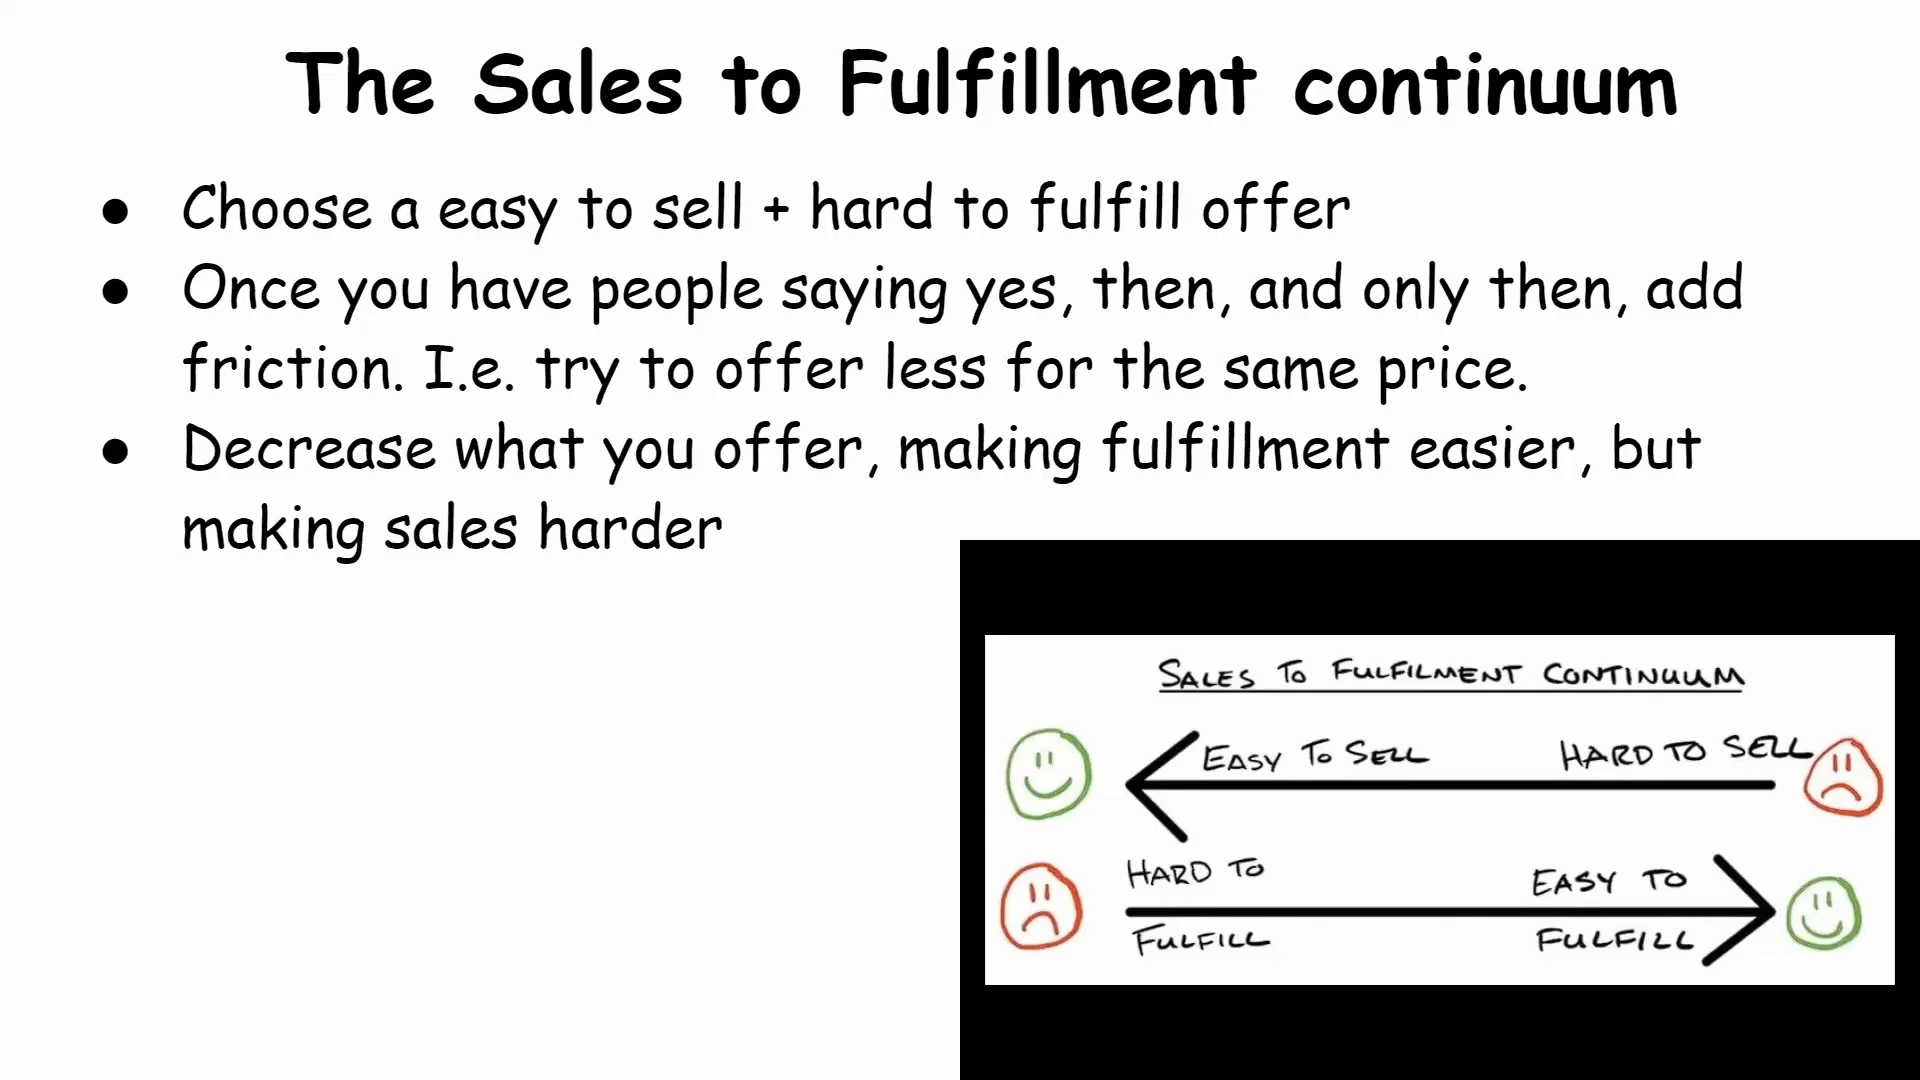 The Sales to Fulfillment continuum
● Choose a easy to sell + hard to fulfill offer
● Once you have people saying yes, then, and only then, add
friction. I.e. try to offer less for the same price.
● Decrease what you offer, making fulfillment easier, but
making sales harder
SALES TO FULFILMENT CONTINUUM
EASY TO SELL HARD TO SELL
HARD TO
FULFILL
EASY TO
FULFILL